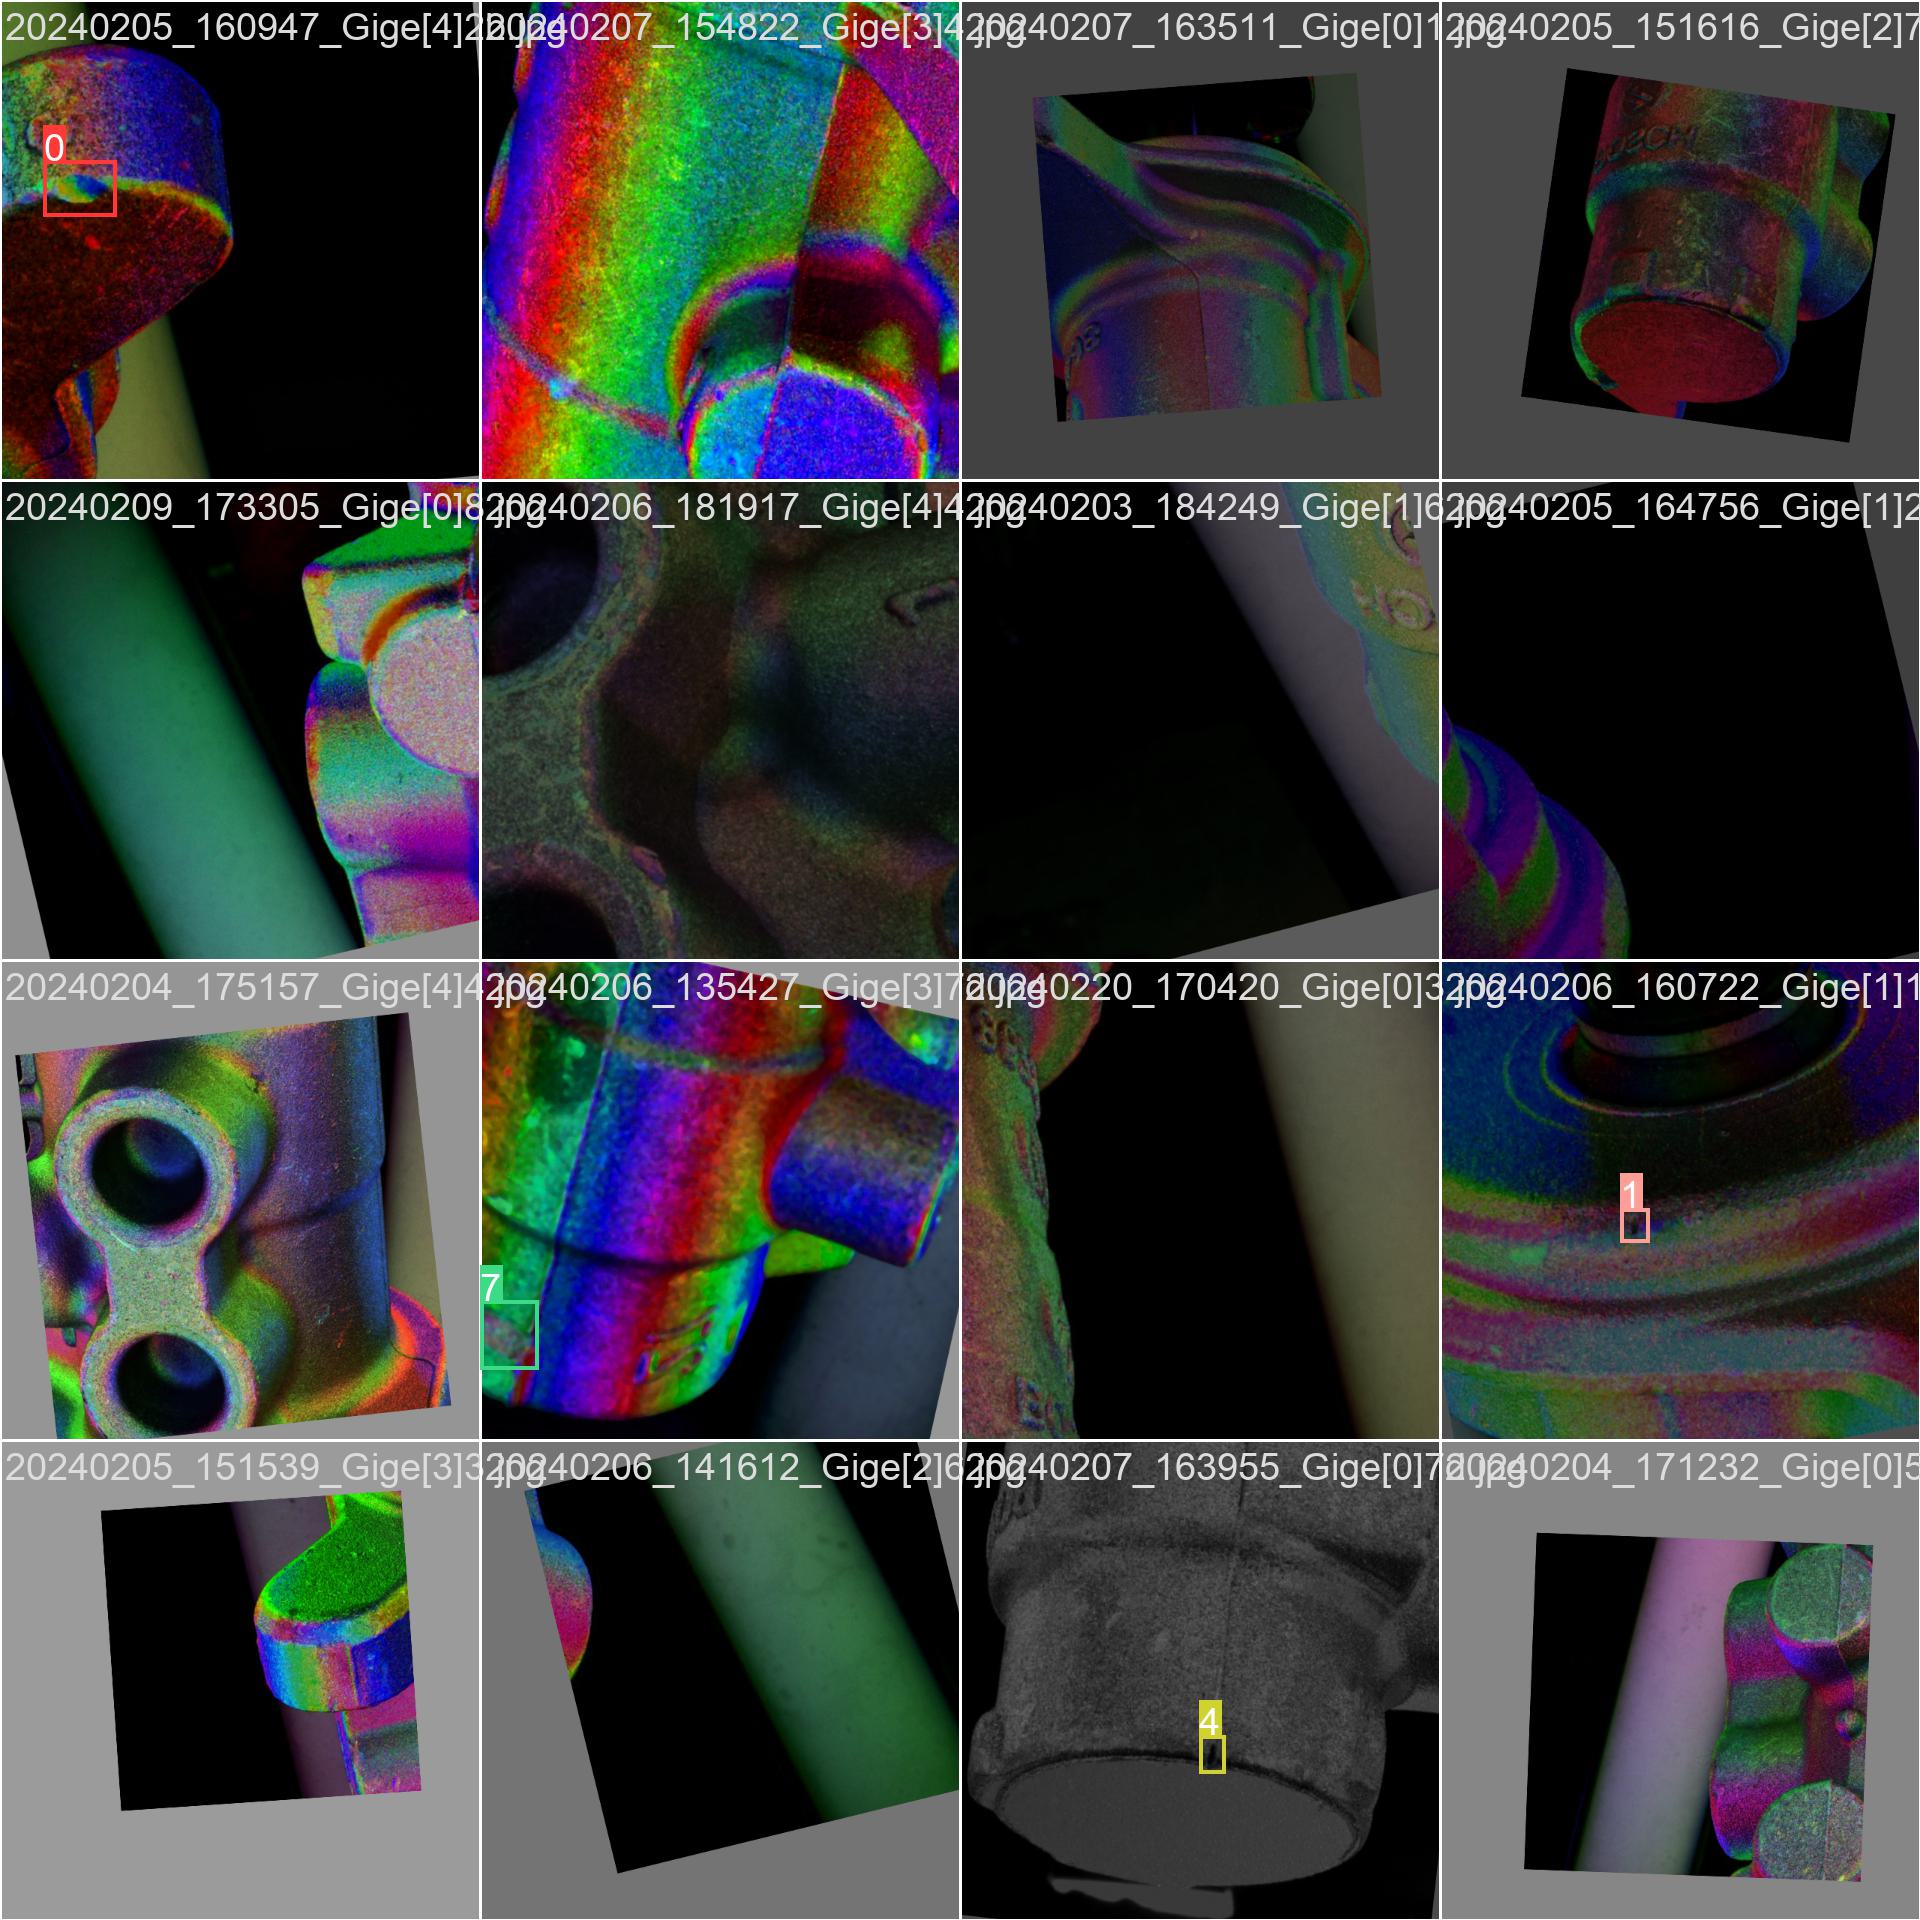 20240205_160947_Gige[4]2
20240207_154822_Gige[3]4
20240207_163511_Gige[0]1
20240205_151616_Gige[2]7
0
20240209_173305_Gige[0]8
20240206_181917_Gige[4]4
20240203_184249_Gige[1]6
20240205_164756_Gige[1]2
20240204_175157_Gige[4]4
20240206_135427_Gige[3]7
20240220_170420_Gige[0]3
20240206_160722_Gige[1]1
1
7
20240205_151539_Gige[3]3
20240206_141612_Gige[2]6
20240207_163955_Gige[0]7
20240204_171232_Gige[0]5
4